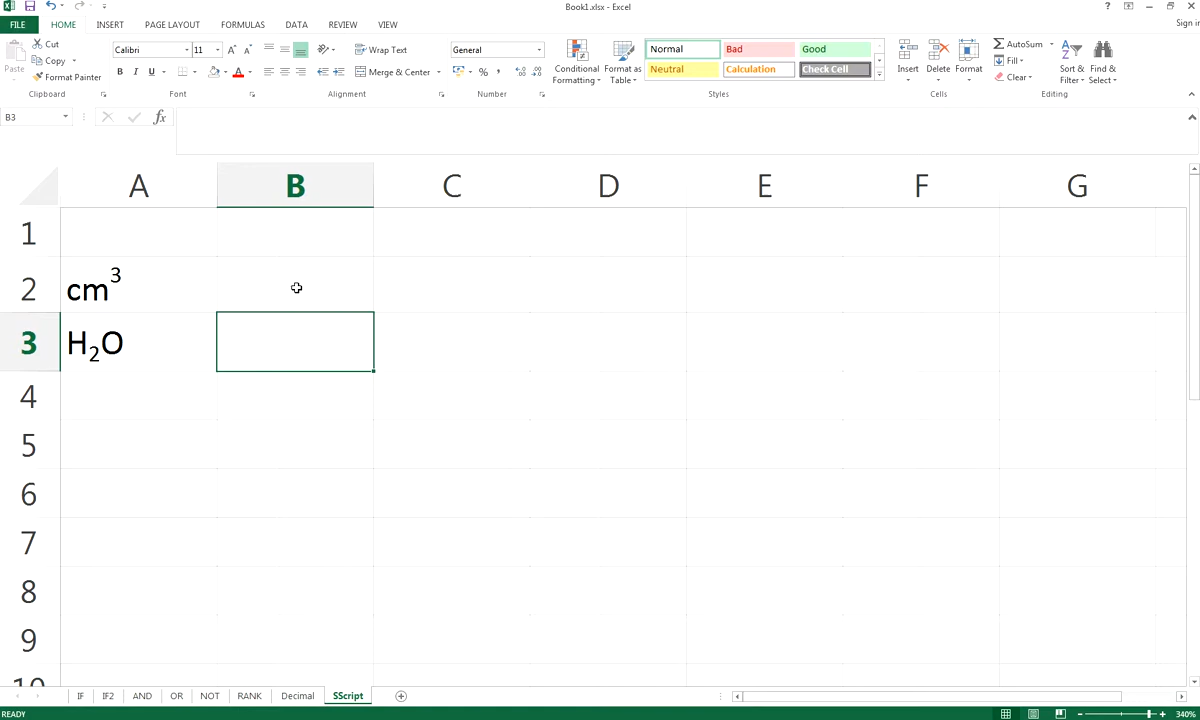 Book1.xlsx - Excel
FILE HOME INSERT PAGE LAYOUT FORMULAS DATA REVIEW VIEW Sign in
Paste Cut Copy Format Painter Clipboard
Calibri 11 B I U A Font
Wrap Text Merge & Center Alignment
General % Number
Conditional Formatting Format as Table
Normal Bad Good
Neutral Calculation Check Cell
Styles
Insert Delete Format Cells
AutoSum Fill Clear Sort & Filter Find & Select Editing
B3 fx
A B C D E F G
1
2 cm³
3 H₂O
4
5
6
7
8
9
10
IF IF2 AND OR NOT RANK Decimal SScript
READY 340%